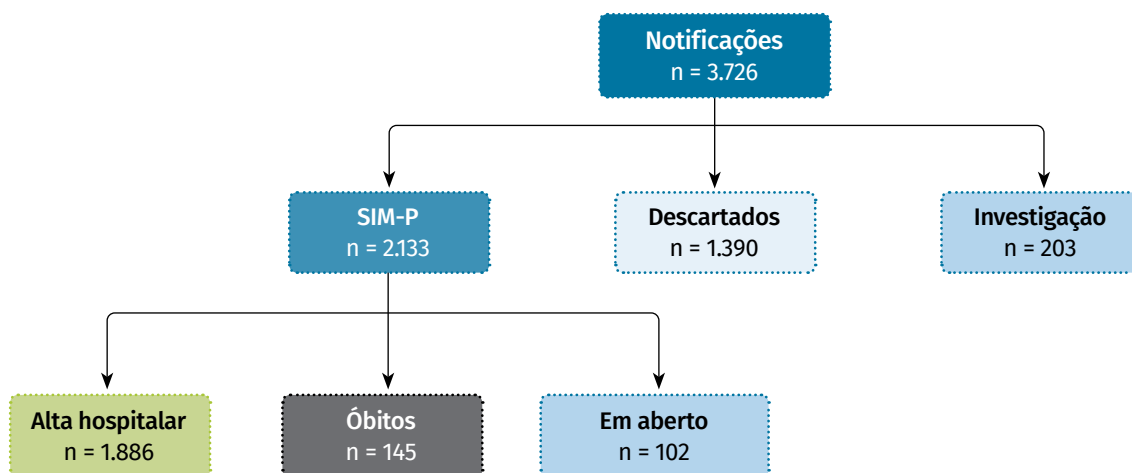 Notificações
n = 3.726
SIM-P
n = 2.133
Descartados
n = 1.390
Investigação
n = 203
Alta hospitalar
n = 1.886
Óbitos
n = 145
Em aberto
n = 102